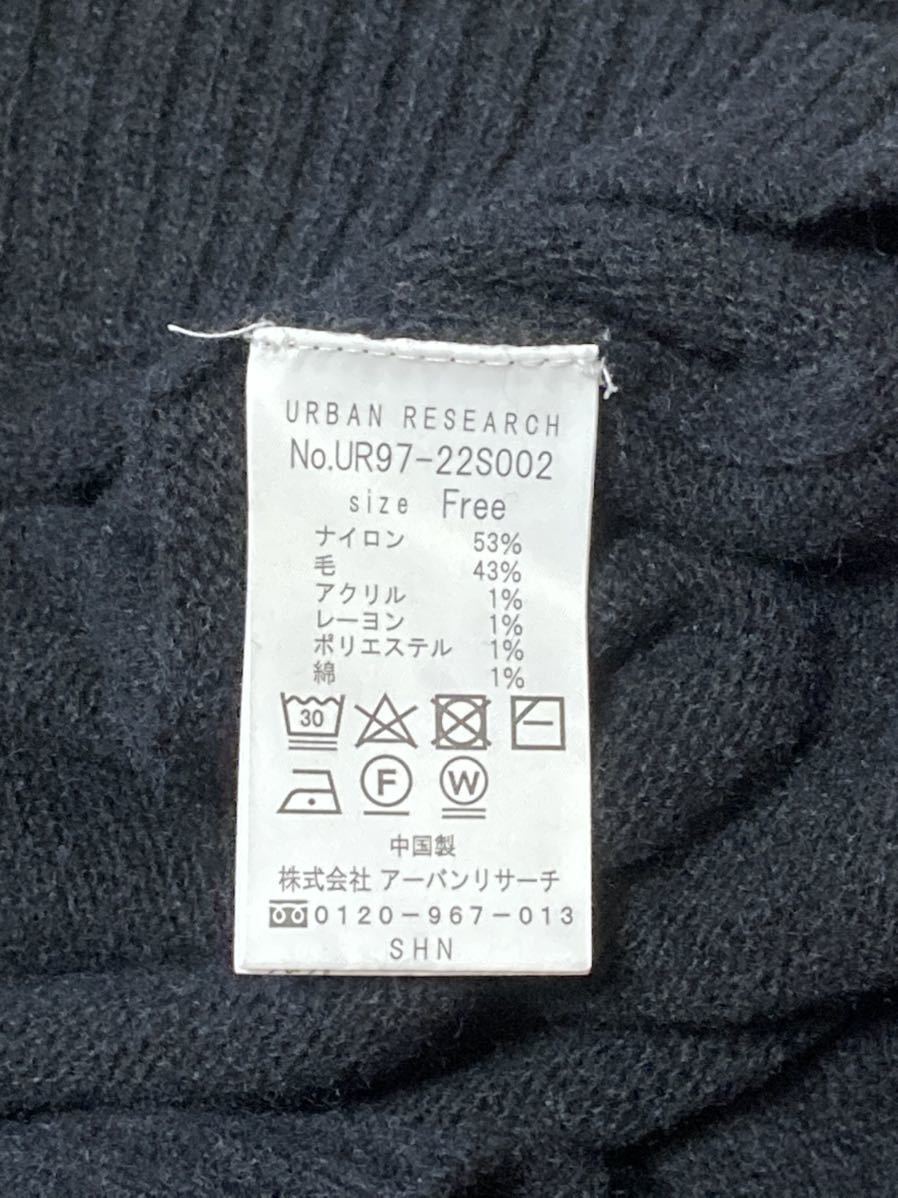 URBAN RESEARCH
No.UR97-22S002
size Free
ナイロン 53%
毛 43%
アクリル 1%
レーヨン 1%
ポリエステル 1%
綿 1%
30
F W
中国製
株式会社 アーバンリサーチ
0120-967-013
SHN